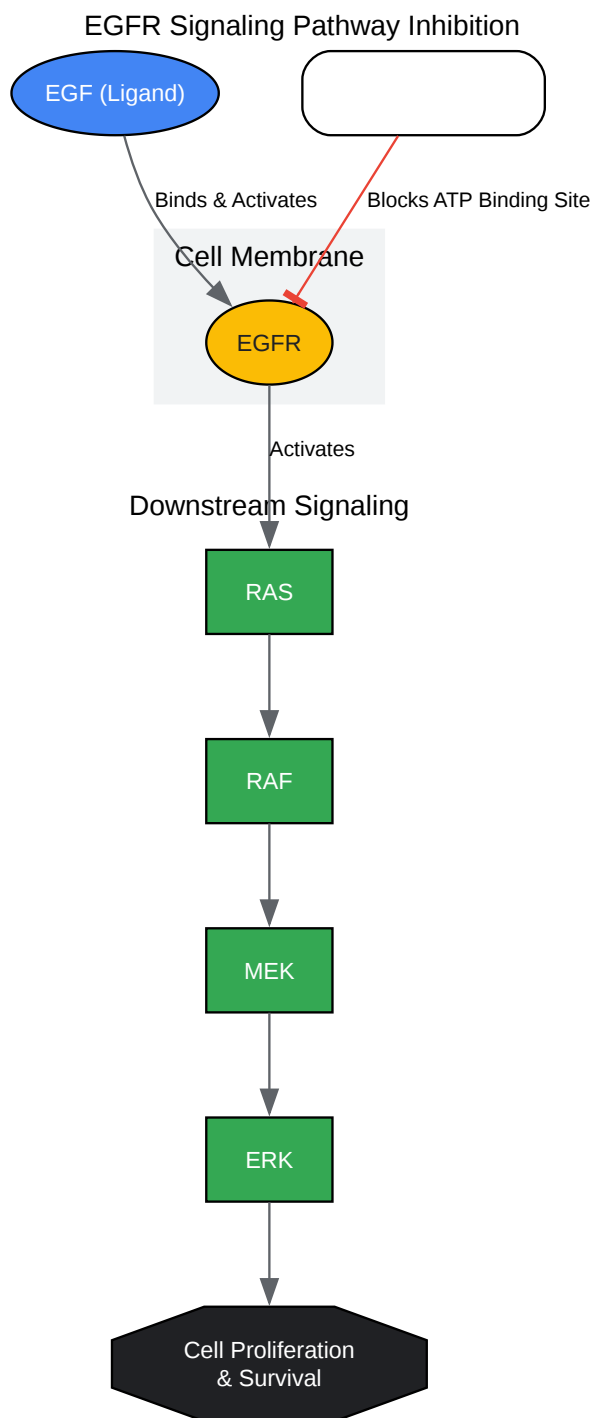 EGFR Signaling Pathway Inhibition
EGF (Ligand)
Binds & Activates
Blocks ATP Binding Site
Cell Membrane
EGFR
Activates
Downstream Signaling
RAS
RAF
MEK
ERK
Cell Proliferation
& Survival